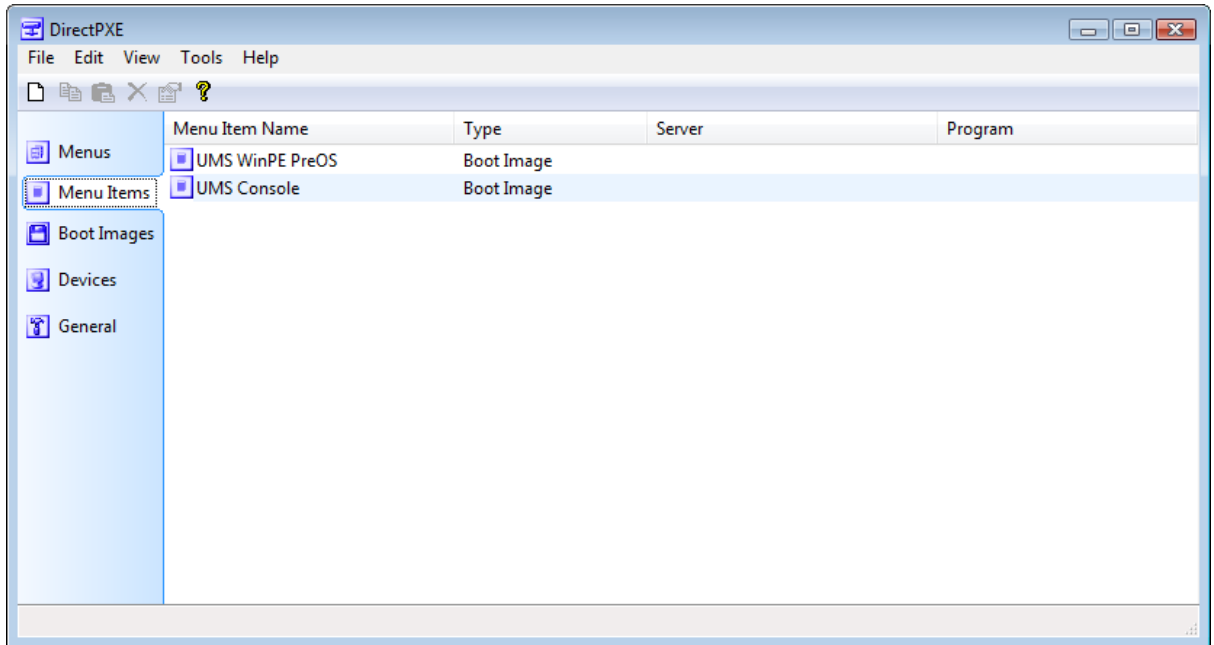 DirectPXE
File Edit View Tools Help
Menu Item Name Type Server Program
Menus
UMS WinPE PreOS Boot Image
Menu Items
UMS Console Boot Image
Boot Images
Devices
General